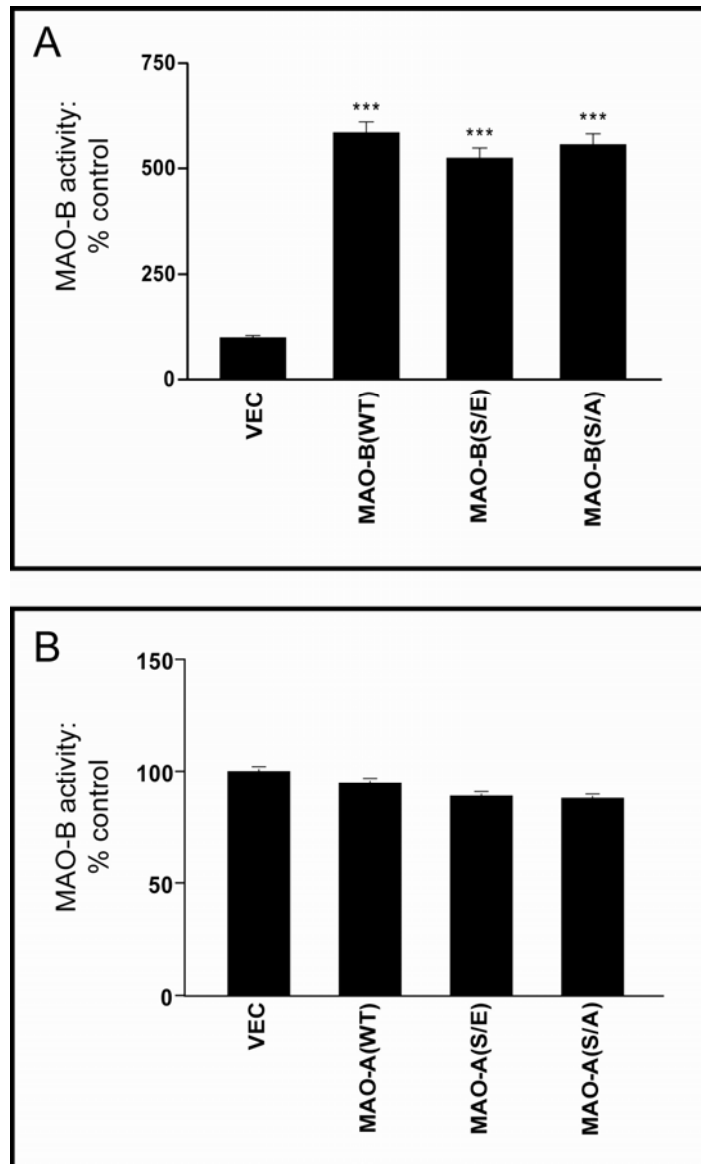 A
MAO-B activity:
% control
750
500
250
0
***
***
***
VEC
MAO-B(WT)
MAO-B(S/E)
MAO-B(S/A)
B
MAO-B activity:
% control
150
100
50
0
VEC
MAO-A(WT)
MAO-A(S/E)
MAO-A(S/A)